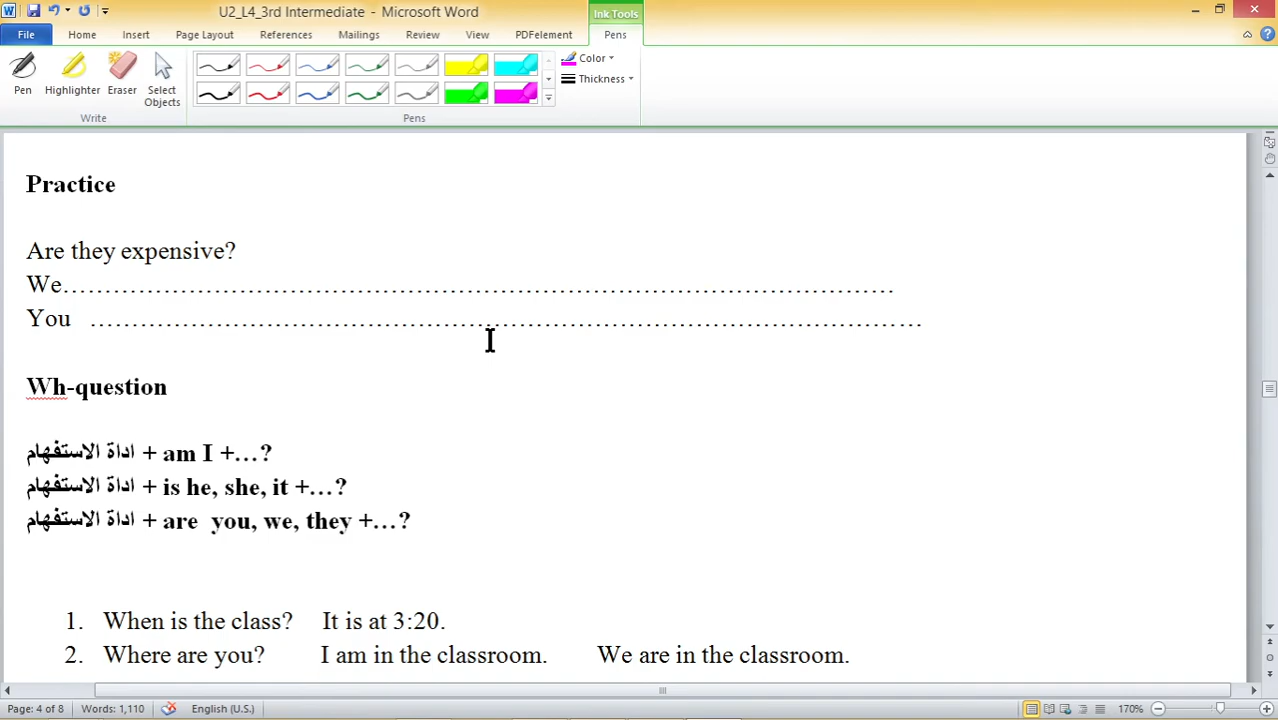 U2_L4_3rd Intermediate - Microsoft Word
Ink Tools
File Home Insert Page Layout References Mailings Review View PDFelement Pens
Pen Highlighter Eraser Select Objects
Color
Thickness
Write Pens
Practice
Are they expensive?
We……………………………………………………………………………………
You ……………………………………………………………………………………
Wh-question
اداة الاستفهام + am I +…?
اداة الاستفهام + is he, she, it +…?
اداة الاستفهام + are you, we, they +…?
1. When is the class? It is at 3:20.
2. Where are you? I am in the classroom. We are in the classroom.
Page: 4 of 8 Words: 1,110 English (U.S.) 170%